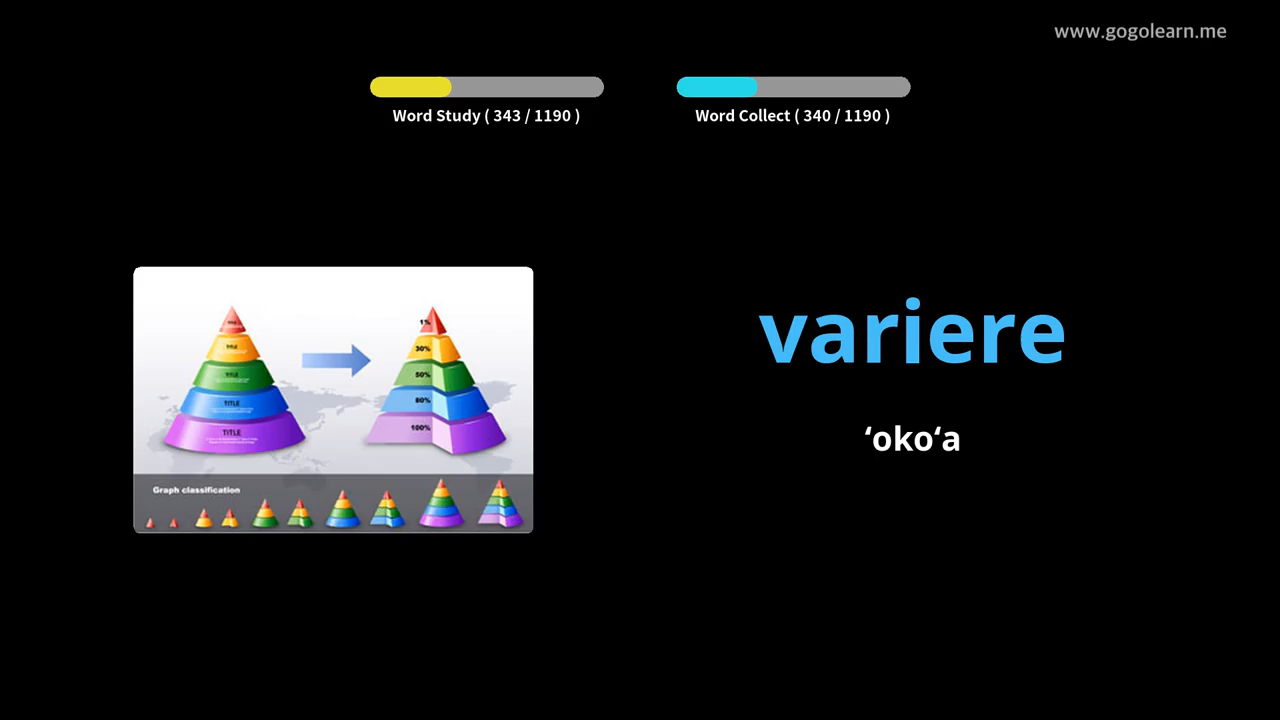 www.gogolearn.me
Word Study ( 343 / 1190 )
Word Collect ( 340 / 1190 )
variere
ʻokoʻa
TITLE
TITLE
TITLE
TITLE
1%
30%
50%
80%
100%
Graph classification